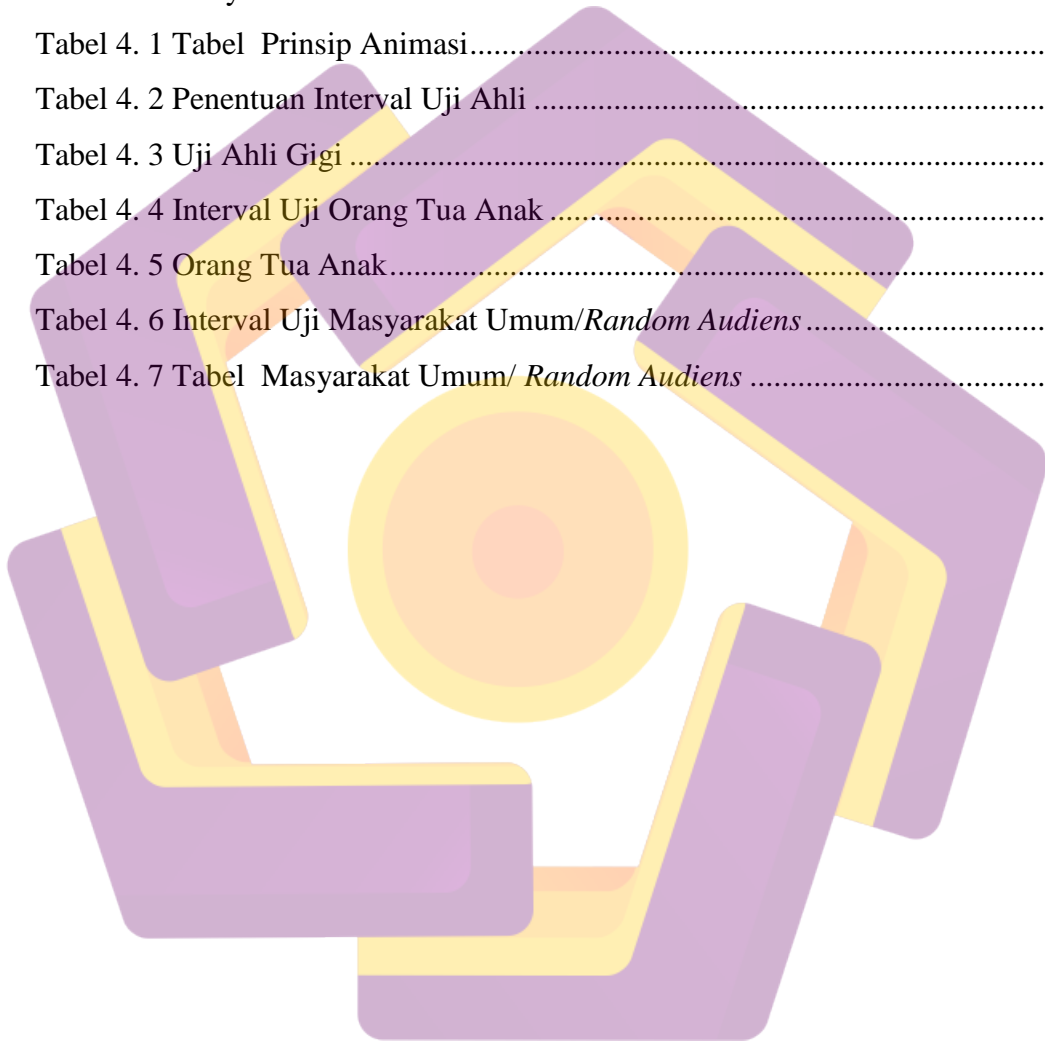 Tabel 4. 1 Tabel  Prinsip Animasi................................................................................
Tabel 4. 2 Penentuan Interval Uji Ahli ........................................................................
Tabel 4. 3 Uji Ahli Gigi ................................................................................................
Tabel 4. 4 Interval Uji Orang Tua Anak ......................................................................
Tabel 4. 5 Orang Tua Anak..........................................................................................
Tabel 4. 6 Interval Uji Masyarakat Umum/Random Audiens .................................
Tabel 4. 7 Tabel  Masyarakat Umum/ Random Audiens .........................................